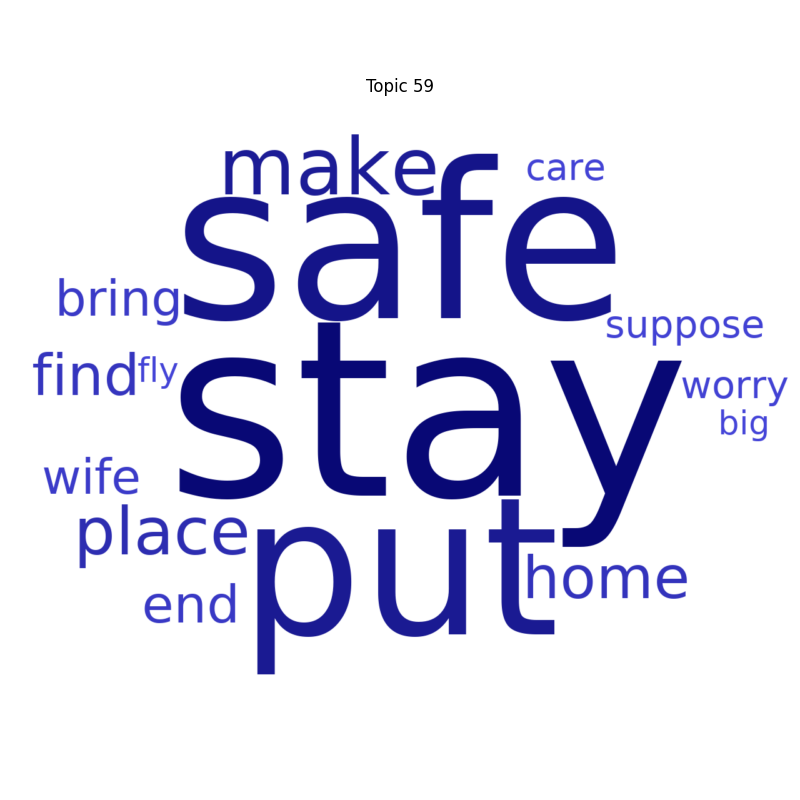 Topic 59
make
care
safe
bring
suppose
find
fly
stay
worry
big
wife
place
put
home
end